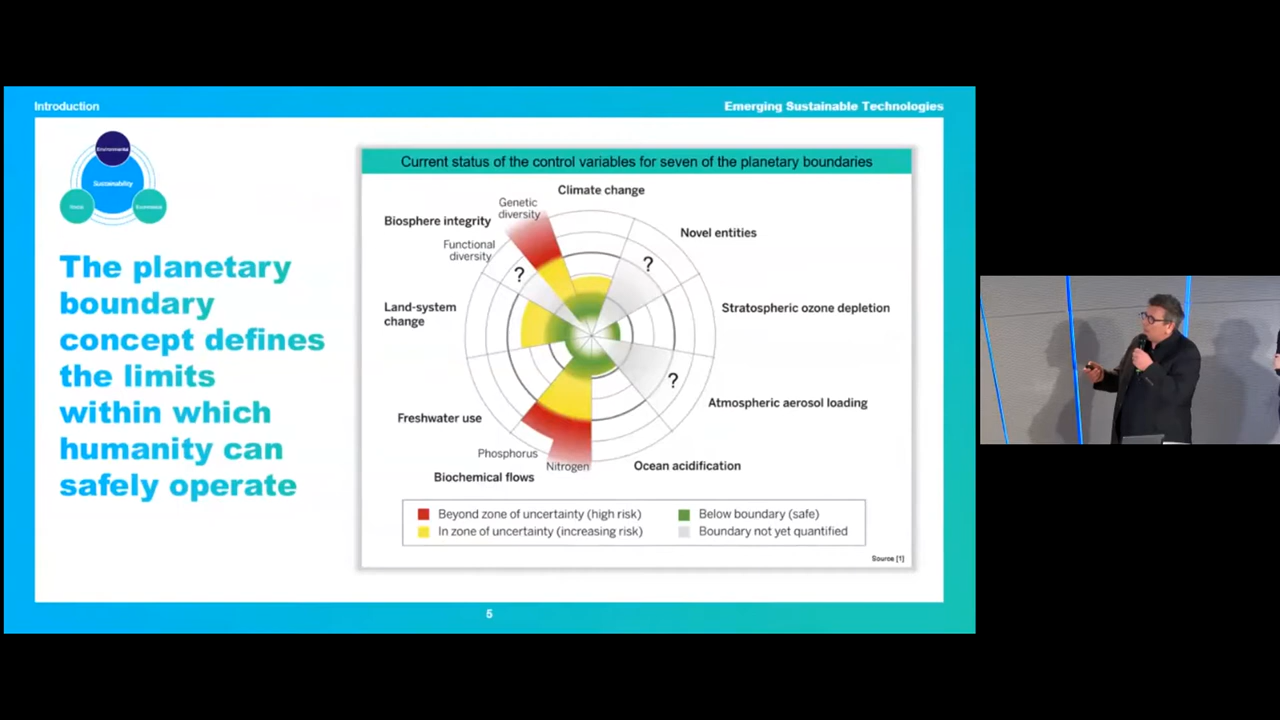 Introduction
Emerging Sustainable Technologies
Environmental
Sustainability
Social
Economical
The planetary
boundary
concept defines
the limits
within which
humanity can
safely operate
Current status of the control variables for seven of the planetary boundaries
Climate change
Genetic
diversity
Biosphere integrity
Novel entities
Functional
diversity
?
?
Land-system
change
Stratospheric ozone depletion
?
Atmospheric aerosol loading
Freshwater use
Phosphorus
Nitrogen
Ocean acidification
Biochemical flows
Beyond zone of uncertainty (high risk)
Below boundary (safe)
In zone of uncertainty (increasing risk)
Boundary not yet quantified
Source [1]
5